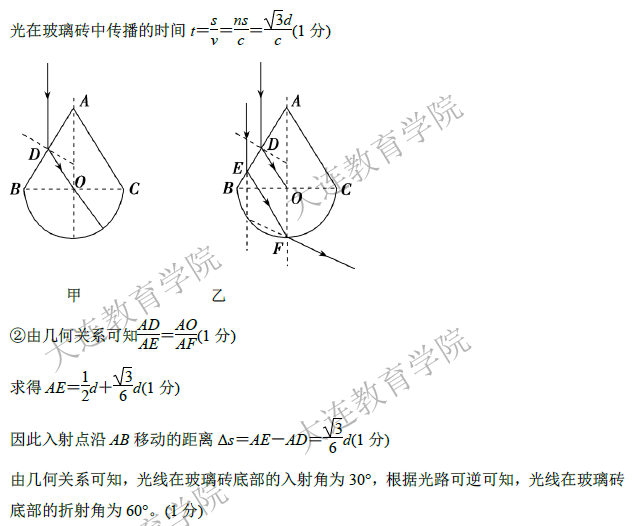 光在玻璃砖中传播的时间 t=s/v=ns/c=√3d/c(1 分)
A
D
B
O
C
甲
A
D
E
B
O
C
F
乙
②由几何关系可知AD/AE=AO/AF(1 分)
求得 AE=1/2d+√3/6d(1 分)
因此入射点沿 AB 移动的距离 Δs=AE-AD=√3/6d(1 分)
由几何关系可知，光线在玻璃砖底部的入射角为 30°，根据光路可逆可知，光线在玻璃砖
底部的折射角为 60°。(1 分)
大连教育学院
大连教育学院
大连教育学院
大连教育学院